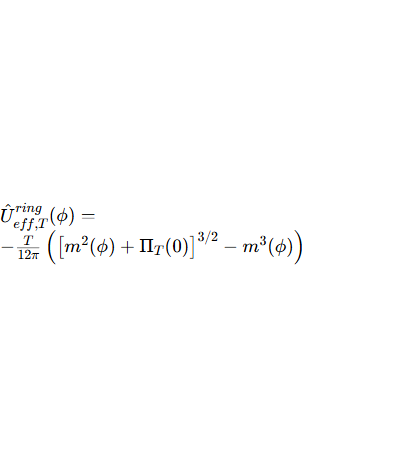 $\hat{U}^{ring}_{eff,T}(\phi) =$
$-\frac{T}{12\pi}\left(\left[m^2(\phi) + \Pi_T(0)\right]^{3/2} - m^3(\phi)\right)$